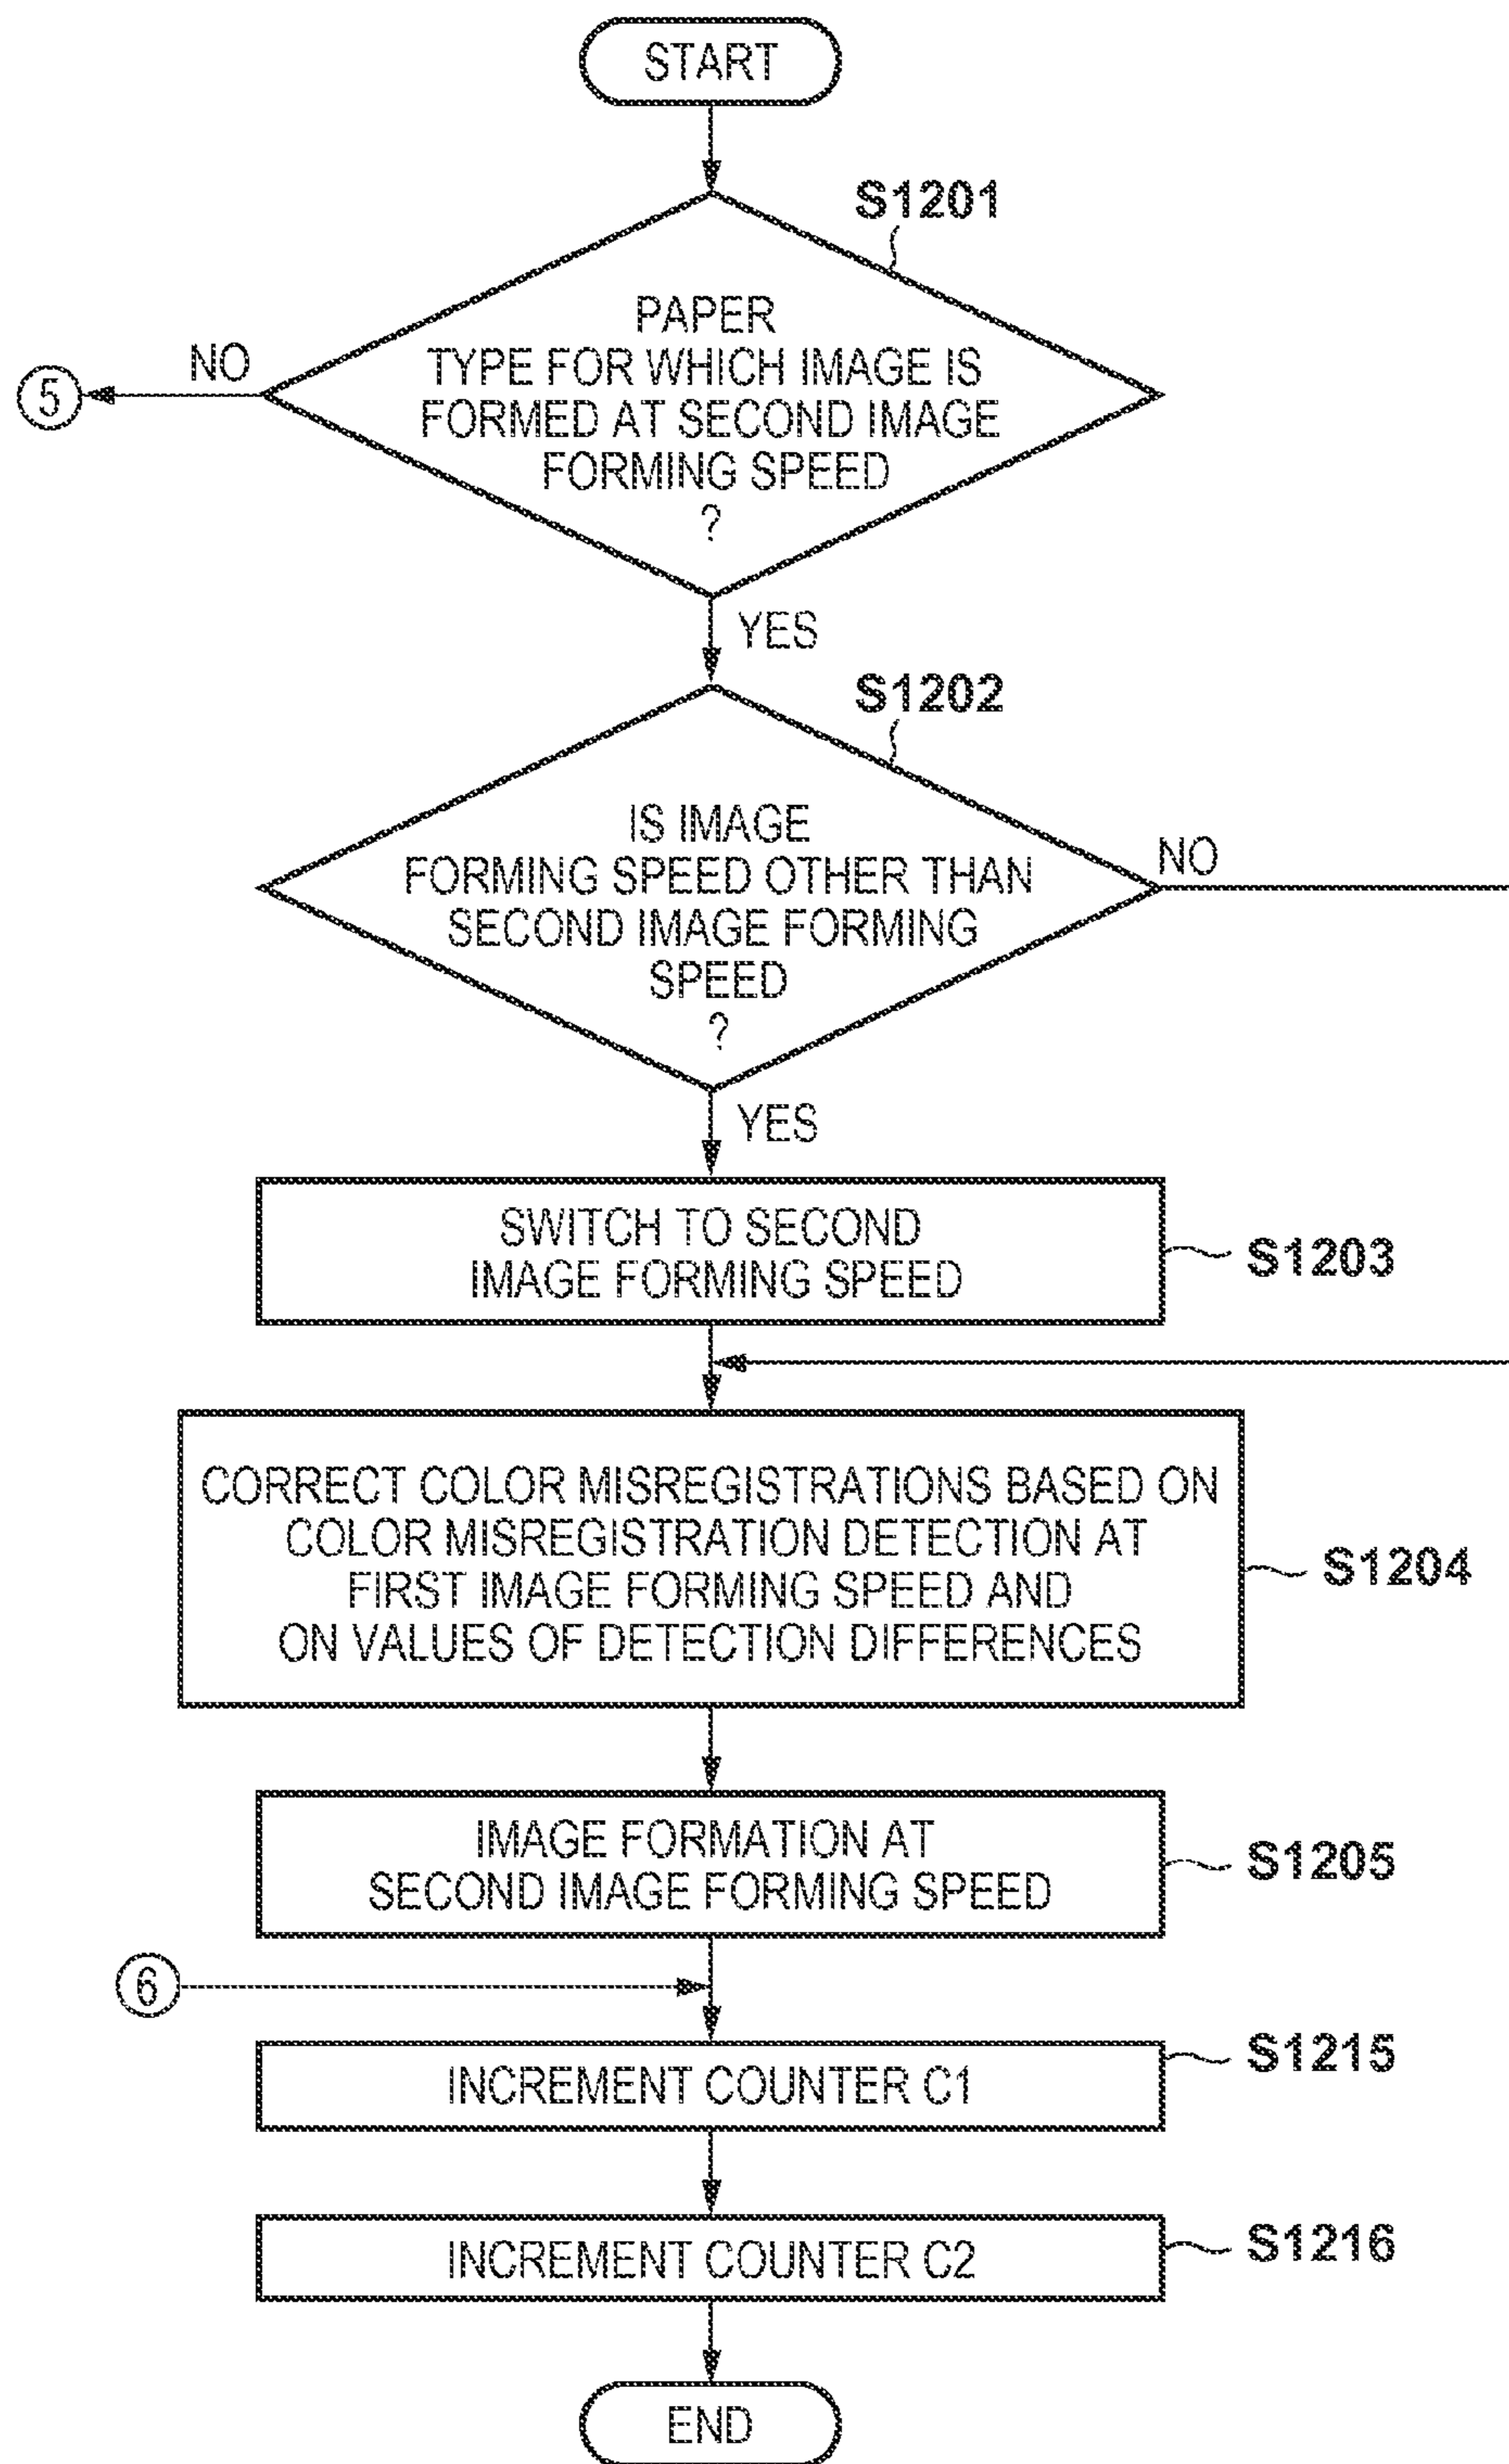 START
S1201
PAPER
TYPE FOR WHICH IMAGE IS
FORMED AT SECOND IMAGE
FORMING SPEED
?
NO
5
YES
S1202
IS IMAGE
FORMING SPEED OTHER THAN
SECOND IMAGE FORMING
SPEED
?
NO
YES
SWITCH TO SECOND
IMAGE FORMING SPEED
S1203
CORRECT COLOR MISREGISTRATIONS BASED ON
COLOR MISREGISTRATION DETECTION AT
FIRST IMAGE FORMING SPEED AND
ON VALUES OF DETECTION DIFFERENCES
S1204
IMAGE FORMATION AT
SECOND IMAGE FORMING SPEED
S1205
6
INCREMENT COUNTER C1
S1215
INCREMENT COUNTER C2
S1216
END